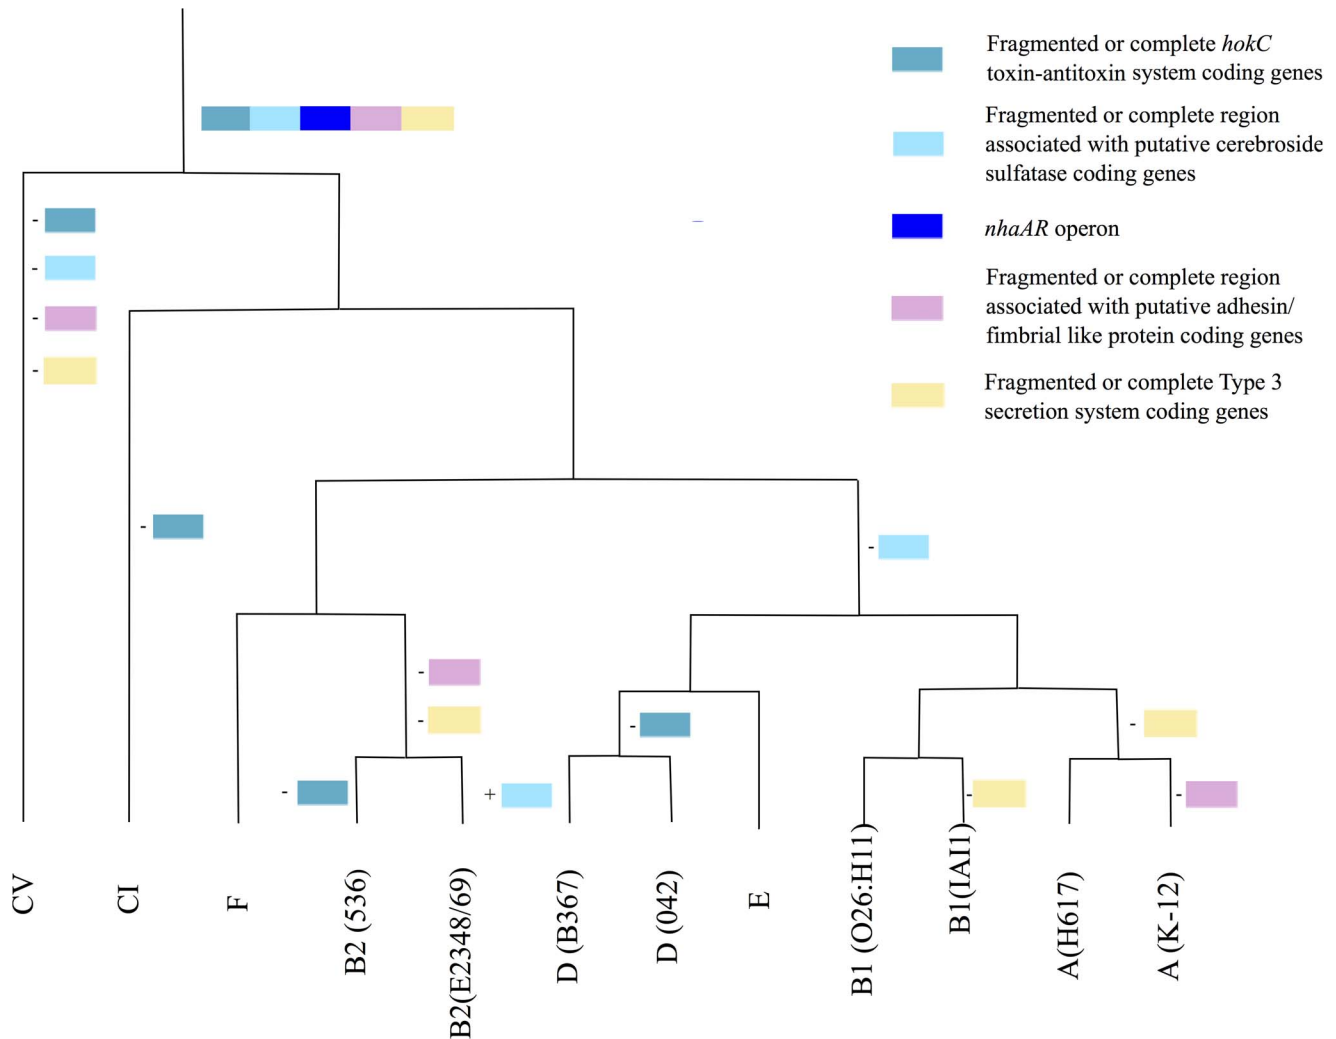 Fragmented or complete hokC
toxin-antitoxin system coding genes
Fragmented or complete region
associated with putative cerebroside
sulfatase coding genes
nhaAR operon
Fragmented or complete region
associated with putative adhesin/
fimbrial like protein coding genes
Fragmented or complete Type 3
secretion system coding genes
-
-
-
-
-
-
-
-
-
-
-
+
-
-
CV
CI
F
B2 (536)
B2(E2348/69)
D (B367)
D (042)
E
B1 (O26:H11)
B1(IAI1)
A(H617)
A (K-12)